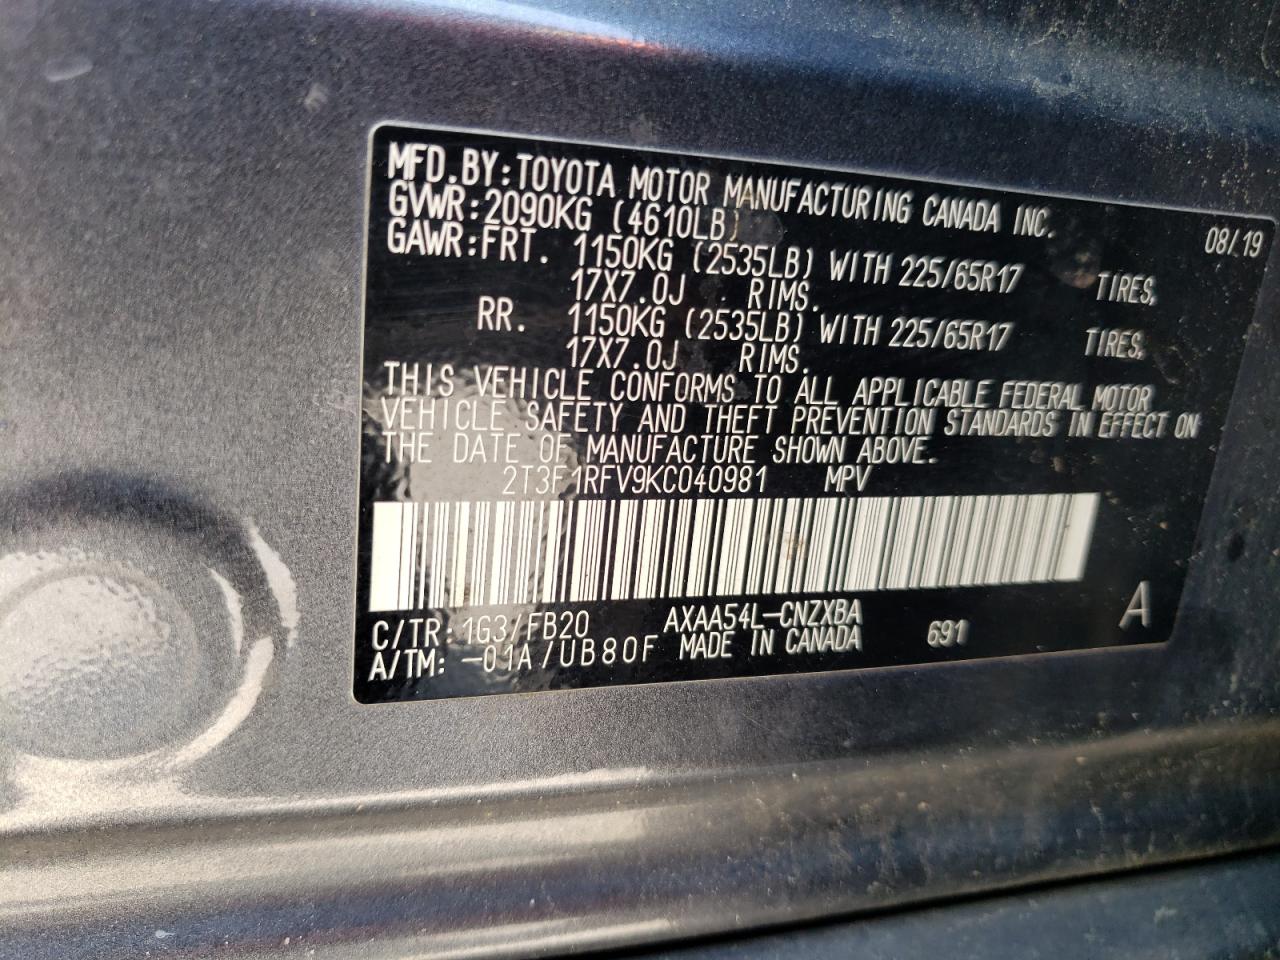 MFD.BY:TOYOTA MOTOR MANUFACTURING CANADA INC. 08/19
GVWR:2090KG (4610LB)
GAWR:FRT. 1150KG (2535LB) WITH 225/65R17 TIRES,
17X7.0J RIMS.
RR. 1150KG (2535LB) WITH 225/65R17 TIRES,
17X7.0J RIMS.
THIS VEHICLE CONFORMS TO ALL APPLICABLE FEDERAL MOTOR
VEHICLE SAFETY AND THEFT PREVENTION STANDARDS IN EFFECT ON
THE DATE OF MANUFACTURE SHOWN ABOVE.
2T3F1RFV9KC040981 MPV
C/TR:1G3/FB20 AXAA54L-CNZXBA 691 A
A/TM: -01A/UB80F MADE IN CANADA